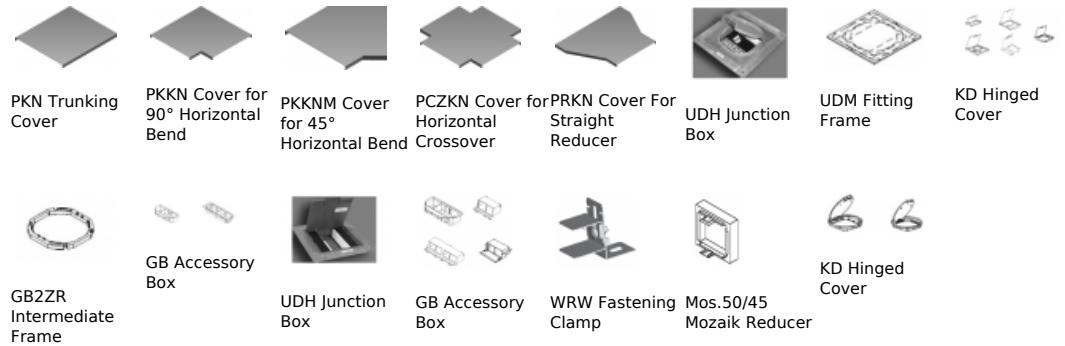 PKN Trunking
Cover
PKKN Cover for
90° Horizontal
Bend
PKKNM Cover
for 45°
Horizontal Bend
PCZKN Cover for
Horizontal
Crossover
PRKN Cover For
Straight
Reducer
UDH Junction
Box
UDM Fitting
Frame
KD Hinged
Cover
GB2ZR
Intermediate
Frame
GB Accessory
Box
UDH Junction
Box
GB Accessory
Box
WRW Fastening
Clamp
Mos.50/45
Mozaik Reducer
KD Hinged
Cover